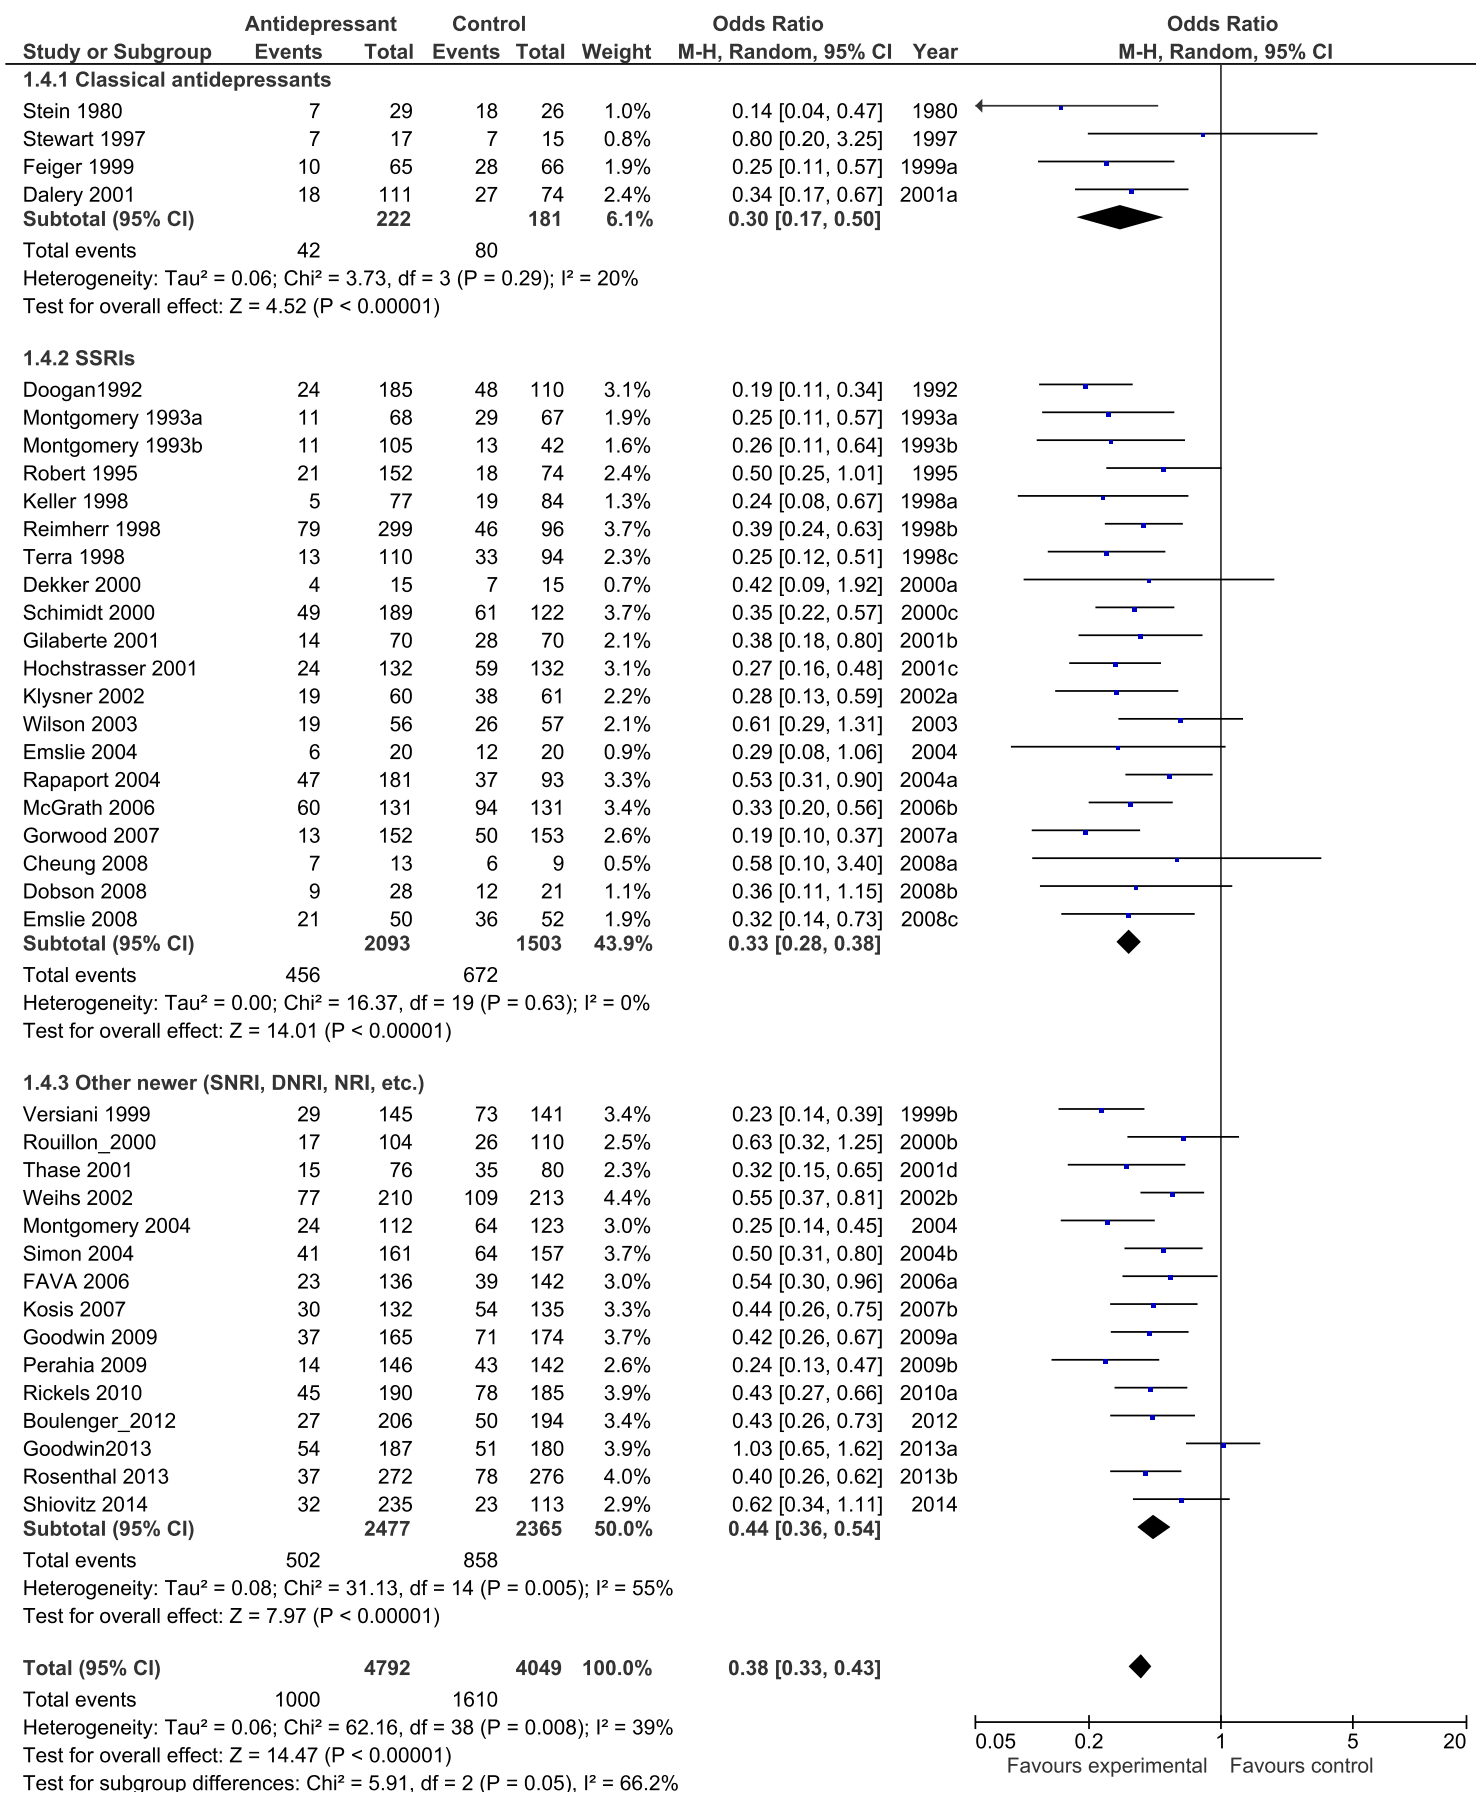 Antidepressant Control Odds Ratio Odds Ratio
Study or Subgroup Events Total Events Total Weight M-H, Random, 95% CI Year M-H, Random, 95% CI
1.4.1 Classical antidepressants
Stein 1980 7 29 18 26 1.0% 0.14 [0.04, 0.47] 1980
Stewart 1997 7 17 7 15 0.8% 0.80 [0.20, 3.25] 1997
Feiger 1999 10 65 28 66 1.9% 0.25 [0.11, 0.57] 1999a
Dalery 2001 18 111 27 74 2.4% 0.34 [0.17, 0.67] 2001a
Subtotal (95% CI) 222 181 6.1% 0.30 [0.17, 0.50]
Total events 42 80
Heterogeneity: Tau² = 0.06; Chi² = 3.73, df = 3 (P = 0.29); I² = 20%
Test for overall effect: Z = 4.52 (P < 0.00001)
1.4.2 SSRIs
Doogan1992 24 185 48 110 3.1% 0.19 [0.11, 0.34] 1992
Montgomery 1993a 11 68 29 67 1.9% 0.25 [0.11, 0.57] 1993a
Montgomery 1993b 11 105 13 42 1.6% 0.26 [0.11, 0.64] 1993b
Robert 1995 21 152 18 74 2.4% 0.50 [0.25, 1.01] 1995
Keller 1998 5 77 19 84 1.3% 0.24 [0.08, 0.67] 1998a
Reimherr 1998 79 299 46 96 3.7% 0.39 [0.24, 0.63] 1998b
Terra 1998 13 110 33 94 2.3% 0.25 [0.12, 0.51] 1998c
Dekker 2000 4 15 7 15 0.7% 0.42 [0.09, 1.92] 2000a
Schimidt 2000 49 189 61 122 3.7% 0.35 [0.22, 0.57] 2000c
Gilaberte 2001 14 70 28 70 2.1% 0.38 [0.18, 0.80] 2001b
Hochstrasser 2001 24 132 59 132 3.1% 0.27 [0.16, 0.48] 2001c
Klysner 2002 19 60 38 61 2.2% 0.28 [0.13, 0.59] 2002a
Wilson 2003 19 56 26 57 2.1% 0.61 [0.29, 1.31] 2003
Emslie 2004 6 20 12 20 0.9% 0.29 [0.08, 1.06] 2004
Rapaport 2004 47 181 37 93 3.3% 0.53 [0.31, 0.90] 2004a
McGrath 2006 60 131 94 131 3.4% 0.33 [0.20, 0.56] 2006b
Gorwood 2007 13 152 50 153 2.6% 0.19 [0.10, 0.37] 2007a
Cheung 2008 7 13 6 9 0.5% 0.58 [0.10, 3.40] 2008a
Dobson 2008 9 28 12 21 1.1% 0.36 [0.11, 1.15] 2008b
Emslie 2008 21 50 36 52 1.9% 0.32 [0.14, 0.73] 2008c
Subtotal (95% CI) 2093 1503 43.9% 0.33 [0.28, 0.38]
Total events 456 672
Heterogeneity: Tau² = 0.00; Chi² = 16.37, df = 19 (P = 0.63); I² = 0%
Test for overall effect: Z = 14.01 (P < 0.00001)
1.4.3 Other newer (SNRI, DNRI, NRI, etc.)
Versiani 1999 29 145 73 141 3.4% 0.23 [0.14, 0.39] 1999b
Rouillon_2000 17 104 26 110 2.5% 0.63 [0.32, 1.25] 2000b
Thase 2001 15 76 35 80 2.3% 0.32 [0.15, 0.65] 2001d
Weihs 2002 77 210 109 213 4.4% 0.55 [0.37, 0.81] 2002b
Montgomery 2004 24 112 64 123 3.0% 0.25 [0.14, 0.45] 2004
Simon 2004 41 161 64 157 3.7% 0.50 [0.31, 0.80] 2004b
FAVA 2006 23 136 39 142 3.0% 0.54 [0.30, 0.96] 2006a
Kosis 2007 30 132 54 135 3.3% 0.44 [0.26, 0.75] 2007b
Goodwin 2009 37 165 71 174 3.7% 0.42 [0.26, 0.67] 2009a
Perahia 2009 14 146 43 142 2.6% 0.24 [0.13, 0.47] 2009b
Rickels 2010 45 190 78 185 3.9% 0.43 [0.27, 0.66] 2010a
Boulenger_2012 27 206 50 194 3.4% 0.43 [0.26, 0.73] 2012
Goodwin2013 54 187 51 180 3.9% 1.03 [0.65, 1.62] 2013a
Rosenthal 2013 37 272 78 276 4.0% 0.40 [0.26, 0.62] 2013b
Shiovitz 2014 32 235 23 113 2.9% 0.62 [0.34, 1.11] 2014
Subtotal (95% CI) 2477 2365 50.0% 0.44 [0.36, 0.54]
Total events 502 858
Heterogeneity: Tau² = 0.08; Chi² = 31.13, df = 14 (P = 0.005); I² = 55%
Test for overall effect: Z = 7.97 (P < 0.00001)
Total (95% CI) 4792 4049 100.0% 0.38 [0.33, 0.43]
Total events 1000 1610
Heterogeneity: Tau² = 0.06; Chi² = 62.16, df = 38 (P = 0.008); I² = 39%
Test for overall effect: Z = 14.47 (P < 0.00001)
Test for subgroup differences: Chi² = 5.91, df = 2 (P = 0.05), I² = 66.2%
0.05 0.2 1 5 20
Favours experimental Favours control